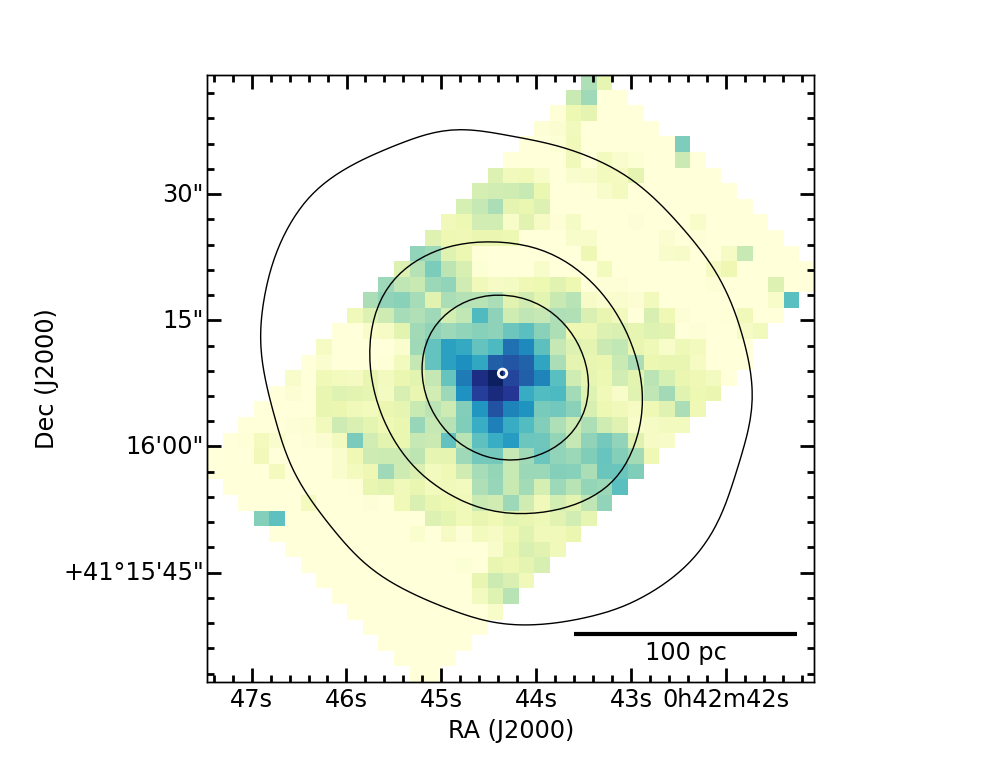 30"
15"
16'00"
+41°15'45"
Dec (J2000)
100 pc
47s 46s 45s 44s 43s 0h42m42s
RA (J2000)